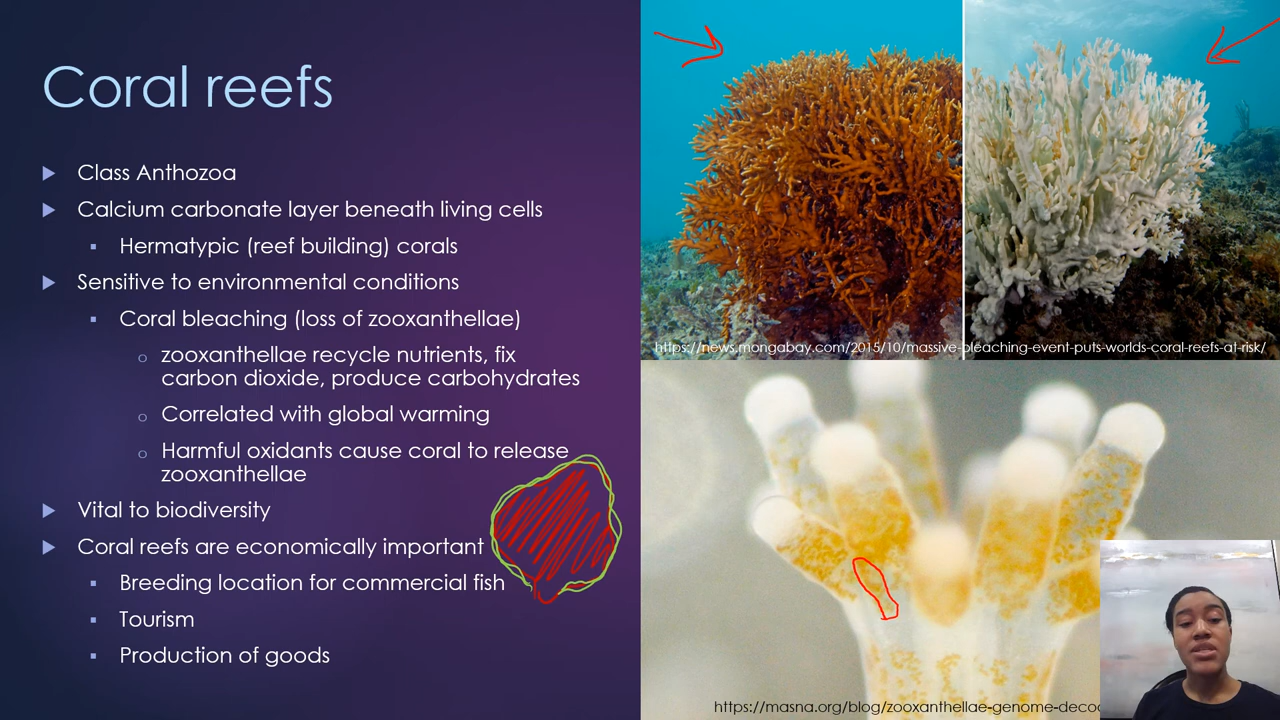 Coral reefs
Class Anthozoa
Calcium carbonate layer beneath living cells
Hermatypic (reef building) corals
Sensitive to environmental conditions
Coral bleaching (loss of zooxanthellae)
zooxanthellae recycle nutrients, fix
carbon dioxide, produce carbohydrates
Correlated with global warming
Harmful oxidants cause coral to release
zooxanthellae
Vital to biodiversity
Coral reefs are economically important
Breeding location for commercial fish
Tourism
Production of goods
https://news.mongabay.com/2015/10/massive-bleaching-event-puts-worlds-coral-reefs-at-risk/
https://masna.org/blog/zooxanthellae-genome-decod